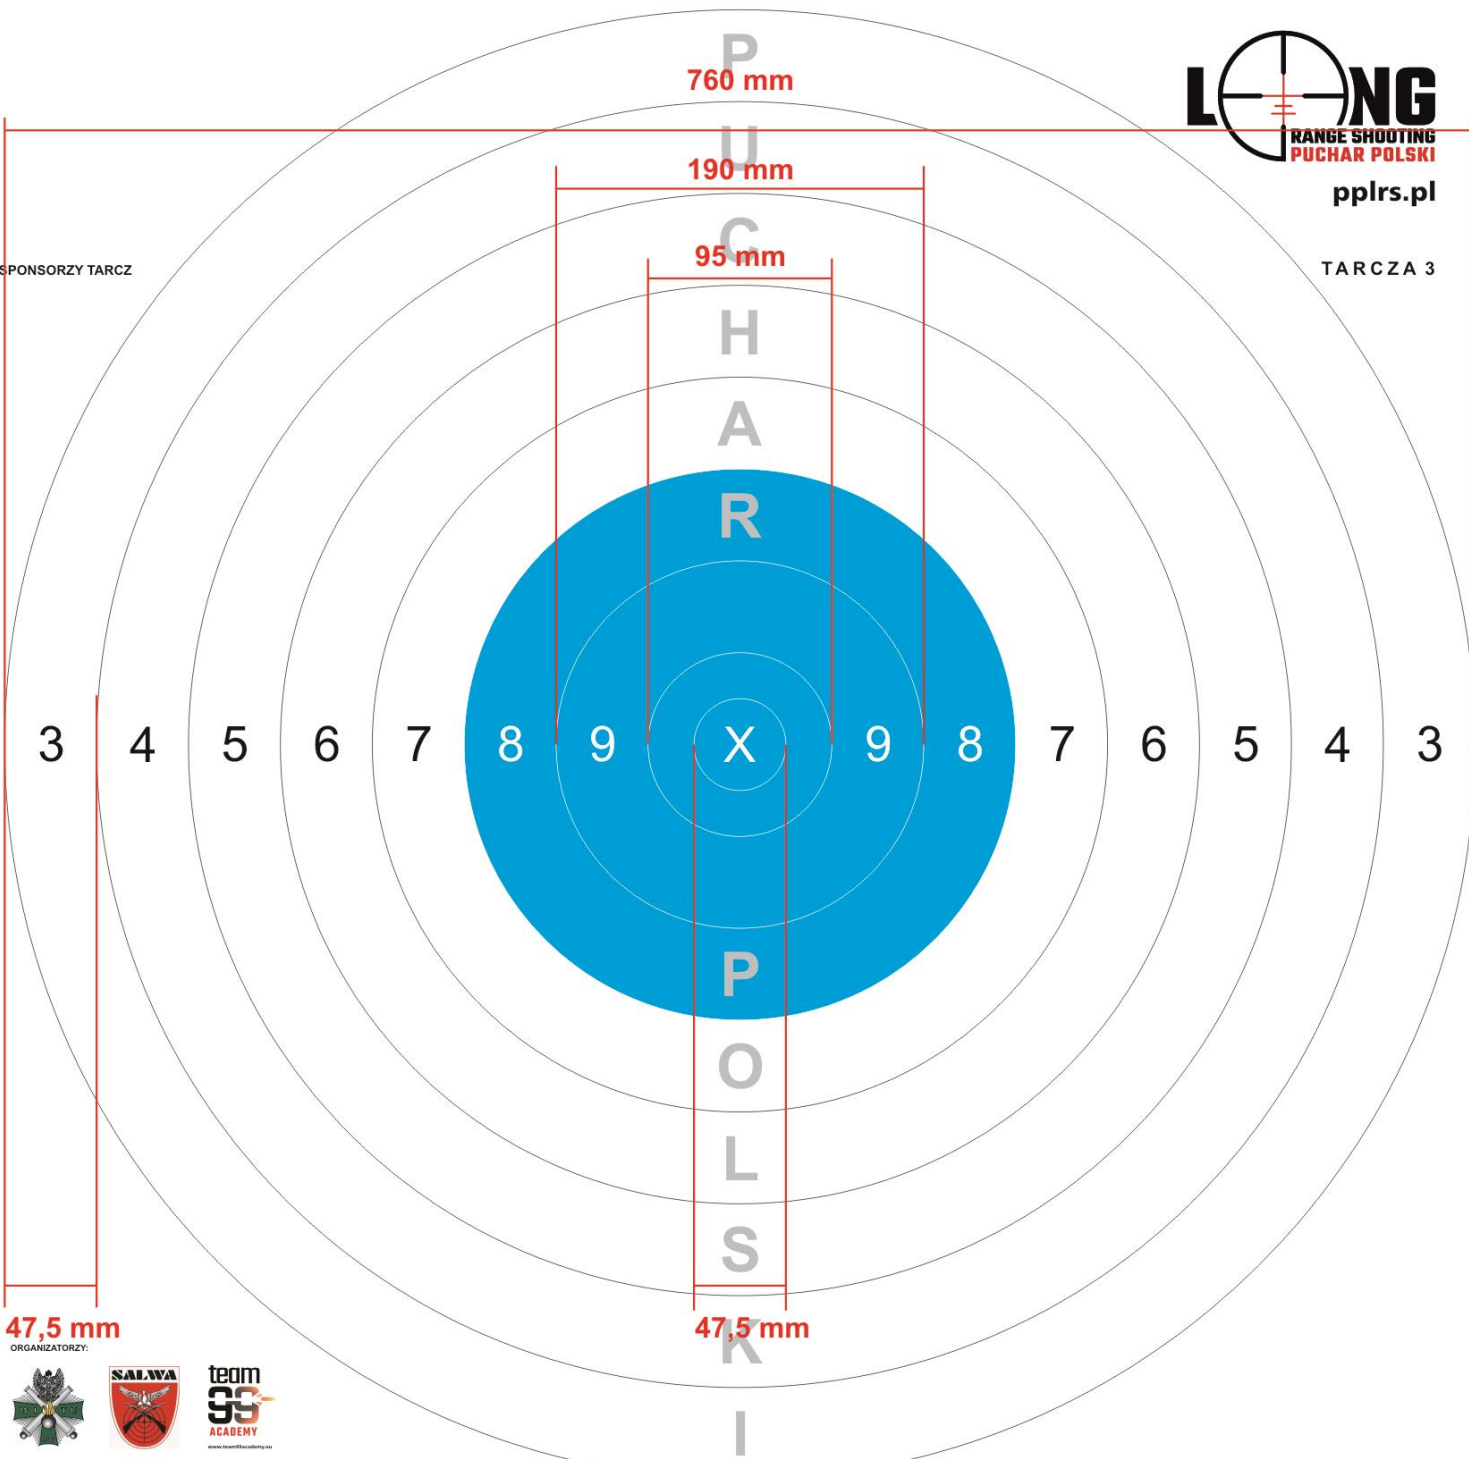 P
760 mm
LONG
RANGE SHOOTING
PUCHAR POLSKI
U
190 mm
pplrs.pl
C
95 mm
SPONSORZY TARCZ
TARCZA 3
H
A
R
3 4 5 6 7 8 9 X 9 8 7 6 5 4 3
P
O
L
S
47,5 mm
47,5 mm
K
ORGANIZATORZY:
SALWA
team
99
ACADEMY
I